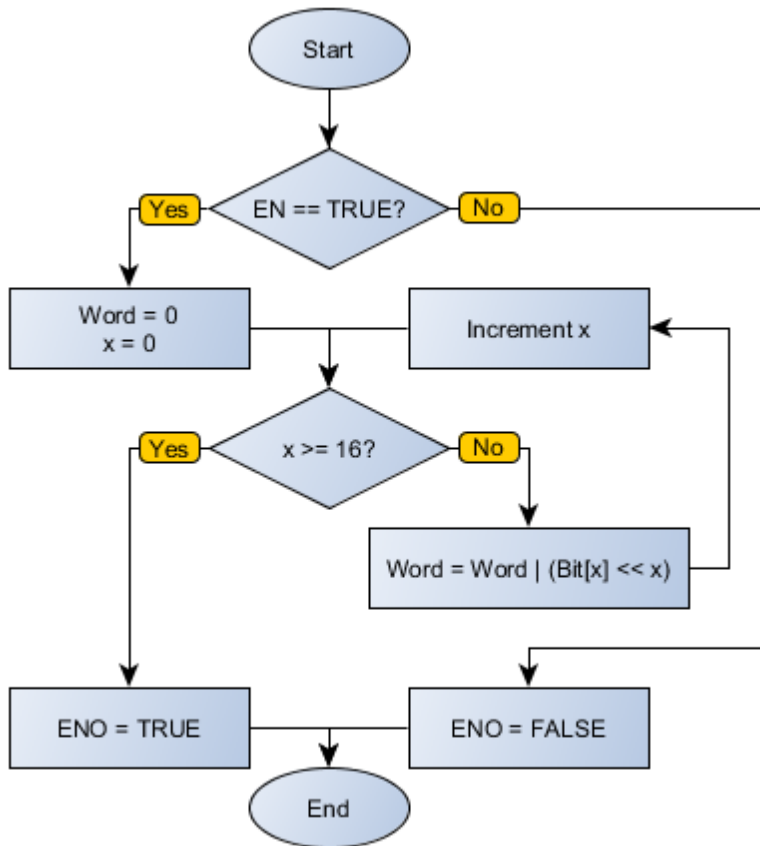 Start
EN == TRUE?
Yes
No
Word = 0
x = 0
Increment x
x >= 16?
Yes
No
Word = Word | (Bit[x] << x)
ENO = TRUE
ENO = FALSE
End